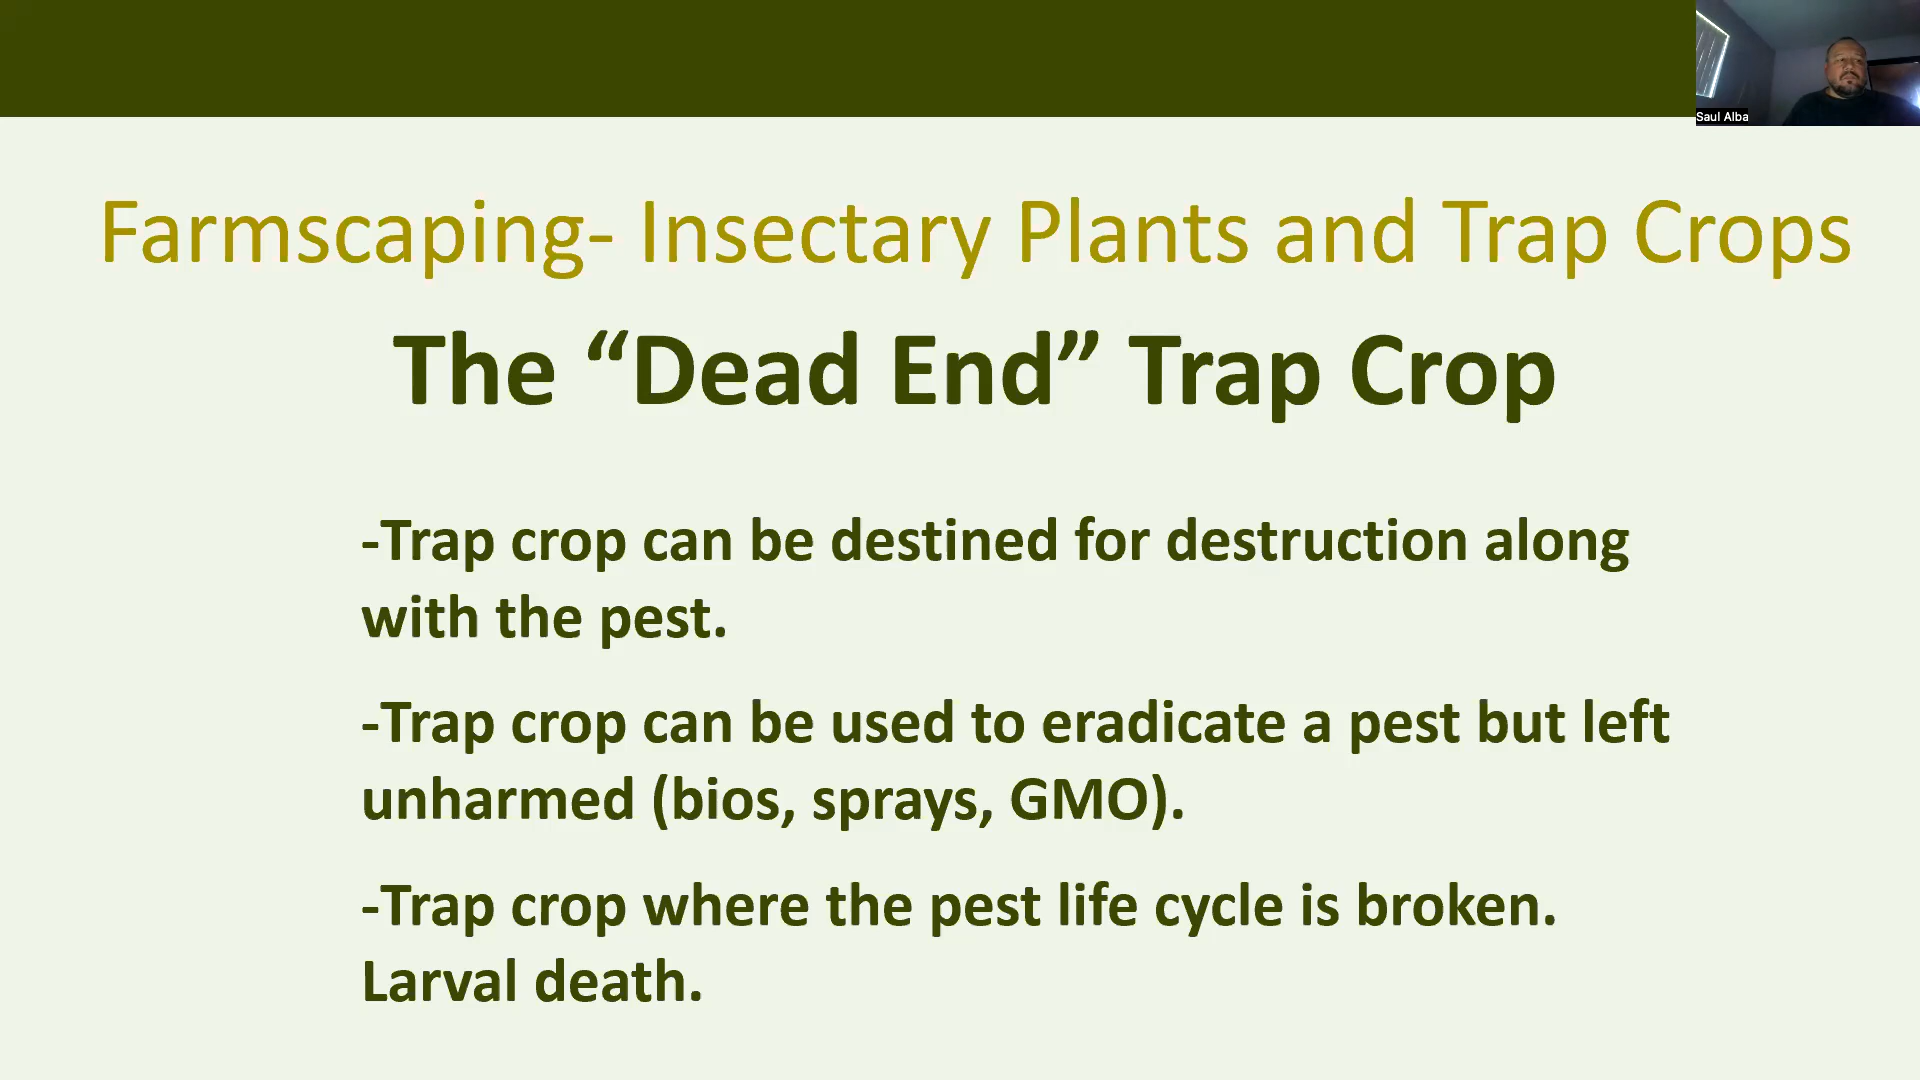 Saul Alba
Farmscaping- Insectary Plants and Trap Crops
The “Dead End” Trap Crop
-Trap crop can be destined for destruction along
with the pest.
-Trap crop can be used to eradicate a pest but left
unharmed (bios, sprays, GMO).
-Trap crop where the pest life cycle is broken.
Larval death.